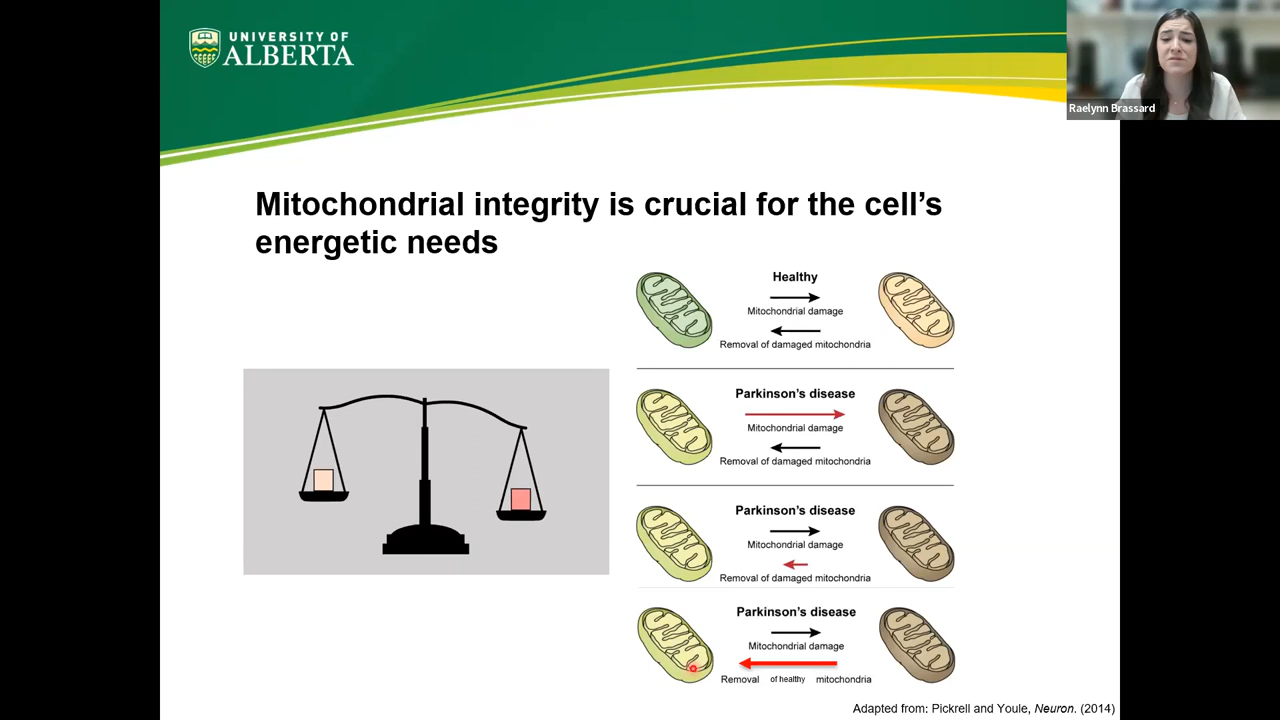 UNIVERSITY OF
ALBERTA
Raelynn Brassard
Mitochondrial integrity is crucial for the cell's
energetic needs
Healthy
Mitochondrial damage
Removal of damaged mitochondria
Parkinson's disease
Mitochondrial damage
Removal of damaged mitochondria
Parkinson's disease
Mitochondrial damage
Removal of damaged mitochondria
Parkinson's disease
Mitochondrial damage
Removal of healthy mitochondria
Adapted from: Pickrell and Youle, Neuron. (2014)